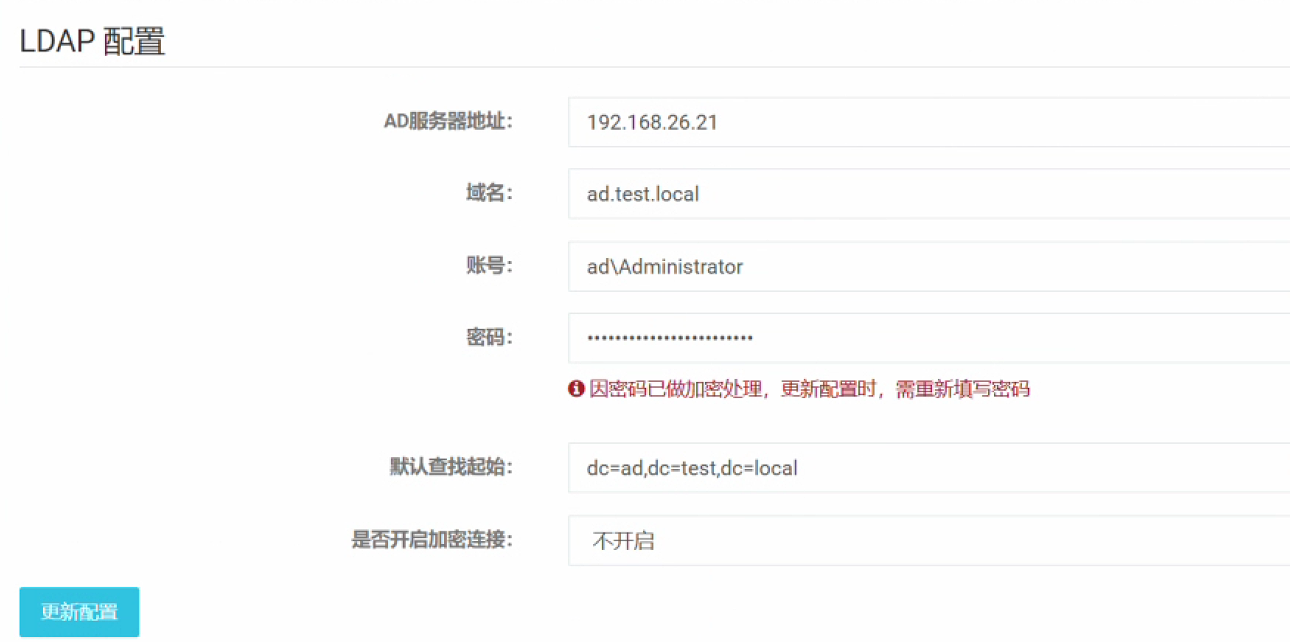 LDAP 配置
AD服务器地址： 192.168.26.21
域名： ad.test.local
账号： ad\Administrator
密码： ••••••••••••••••••••••••
因密码已做加密处理，更新配置时，需重新填写密码
默认查找起始： dc=ad,dc=test,dc=local
是否开启加密连接： 不开启
更新配置